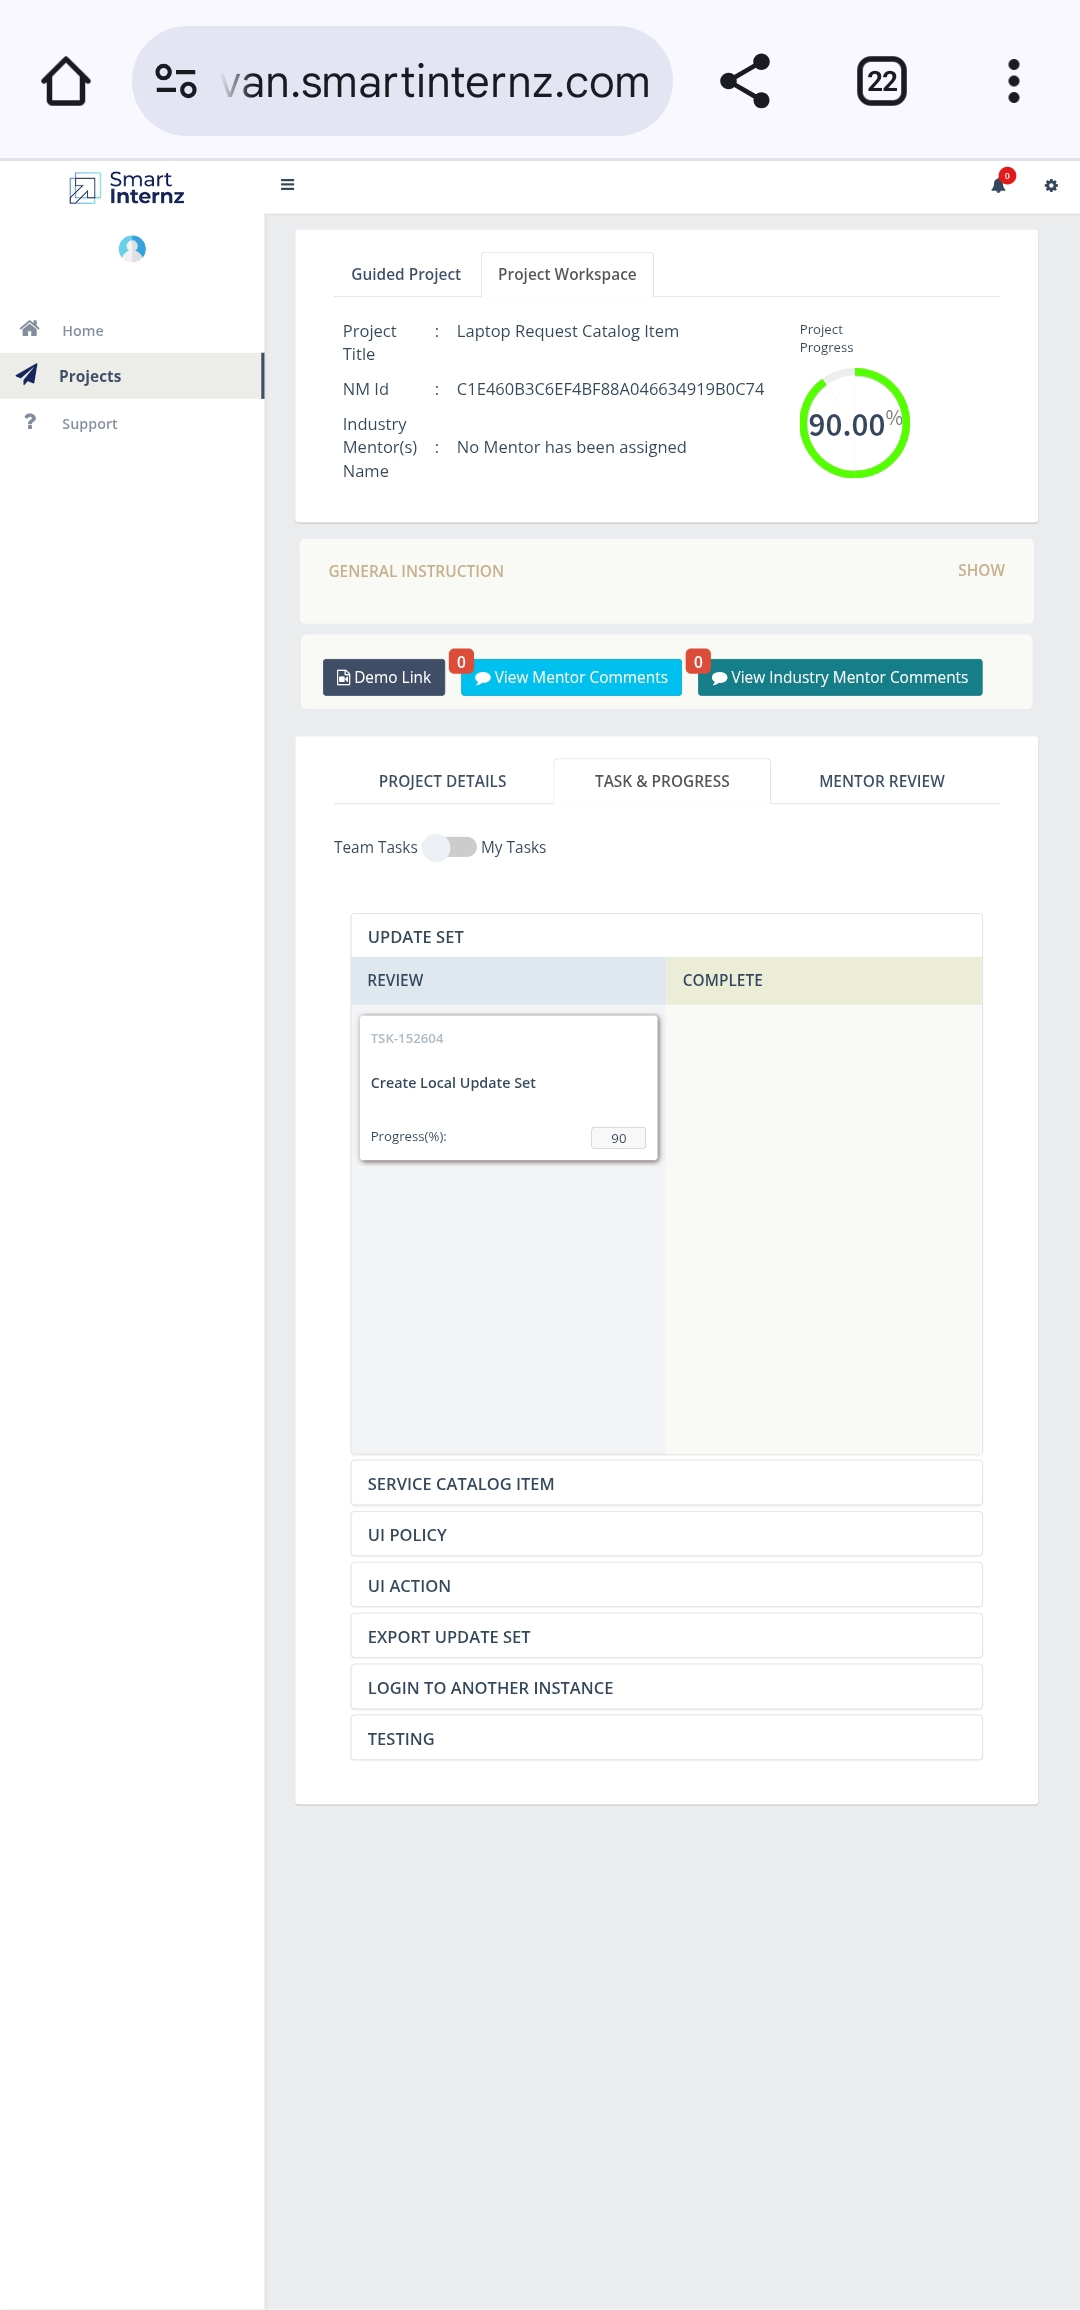 van.smartinternz.com
22
Smart
Internz
0
Home
Projects
Support
Guided Project
Project Workspace
Project Title : Laptop Request Catalog Item
NM Id : C1E460B3C6EF4BF88A046634919B0C74
Industry Mentor(s) Name : No Mentor has been assigned
Project Progress
90.00%
GENERAL INSTRUCTION
SHOW
Demo Link
0
View Mentor Comments
0
View Industry Mentor Comments
PROJECT DETAILS
TASK & PROGRESS
MENTOR REVIEW
Team Tasks
My Tasks
UPDATE SET
REVIEW
COMPLETE
TSK-152604
Create Local Update Set
Progress(%): 90
SERVICE CATALOG ITEM
UI POLICY
UI ACTION
EXPORT UPDATE SET
LOGIN TO ANOTHER INSTANCE
TESTING